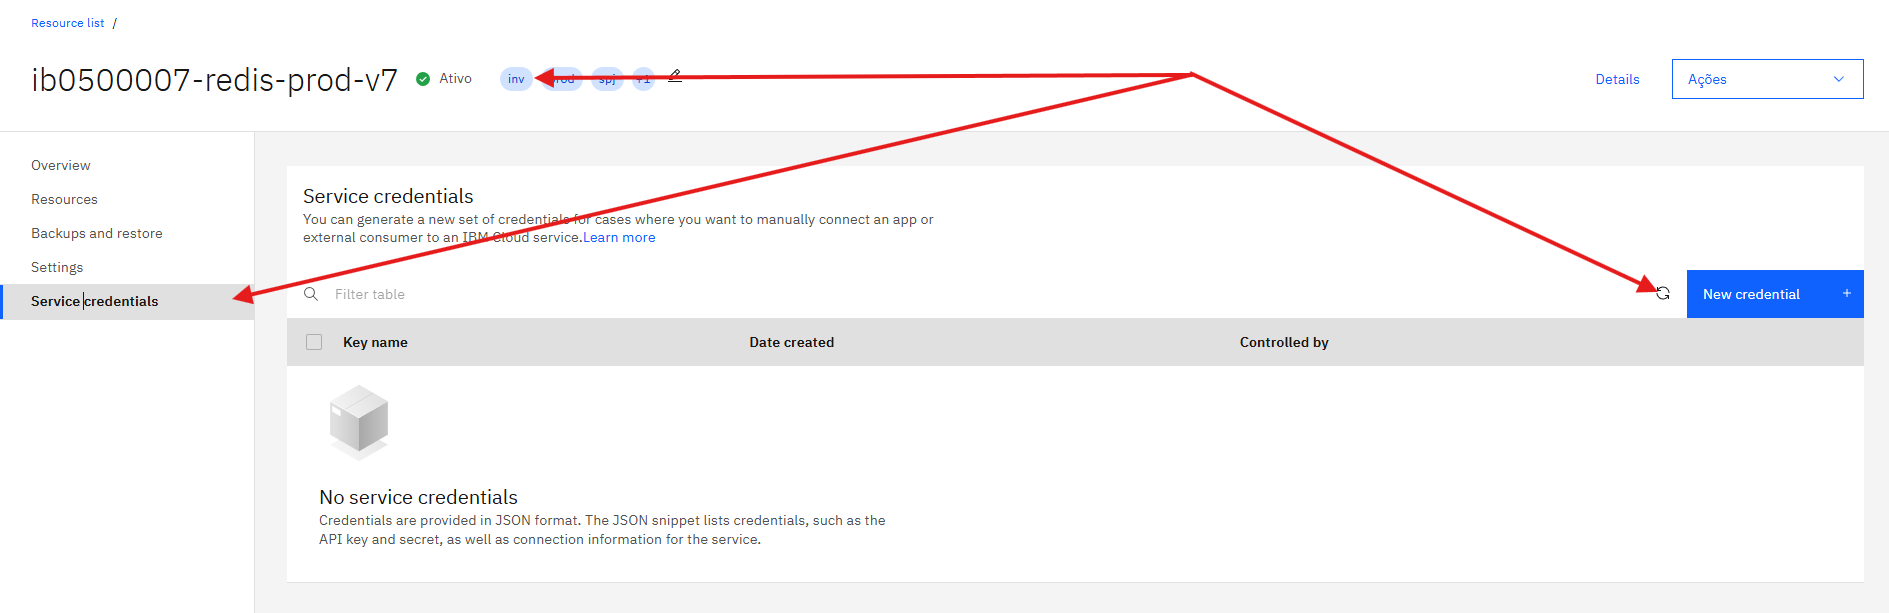 Resource list /
ib0500007-redis-prod-v7 Ativo inv prod spj +1 Details Ações
Overview
Resources
Backups and restore
Settings
Service credentials
Service credentials
You can generate a new set of credentials for cases where you want to manually connect an app or
external consumer to an IBM Cloud service.Learn more
Filter table
New credential +
Key name Date created Controlled by
No service credentials
Credentials are provided in JSON format. The JSON snippet lists credentials, such as the
API key and secret, as well as connection information for the service.